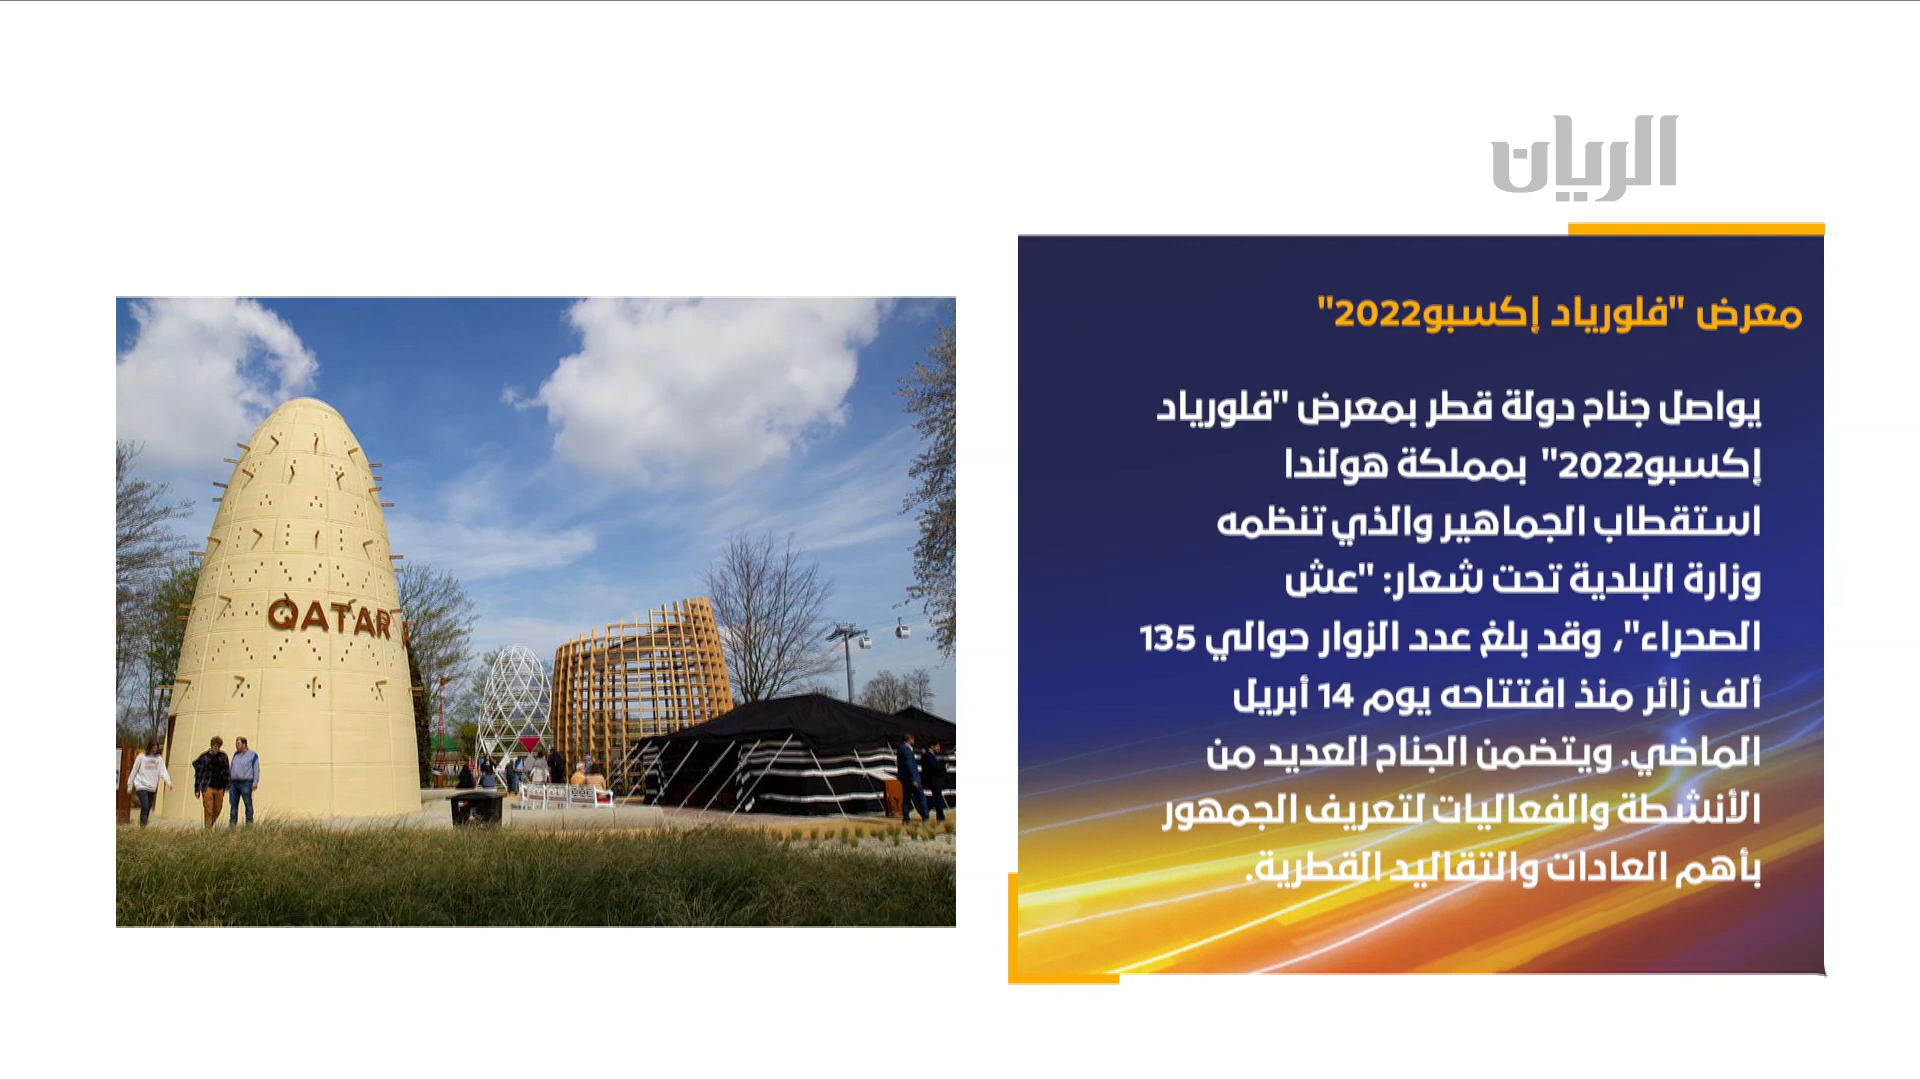 الريان
معرض "فلورياد إكسبو2022"
يواصل جناح دولة قطر بمعرض "فلورياد
إكسبو2022" بمملكة هولندا
استقطاب الجماهير والذي تنظمه
وزارة البلدية تحت شعار: "عش
الصحراء"، وقد بلغ عدد الزوار حوالي 135
ألف زائر منذ افتتاحه يوم 14 أبريل
الماضي. ويتضمن الجناح العديد من
الأنشطة والفعاليات لتعريف الجمهور
بأهم العادات والتقاليد القطرية.
QATAR